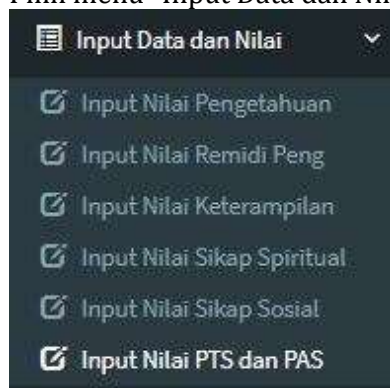 Input Data dan Nilai
Input Nilai Pengetahuan
Input Nilai Remidi Peng
Input Nilai Keterampilan
Input Nilai Sikap Spiritual
Input Nilai Sikap Sosial
Input Nilai PTS dan PAS